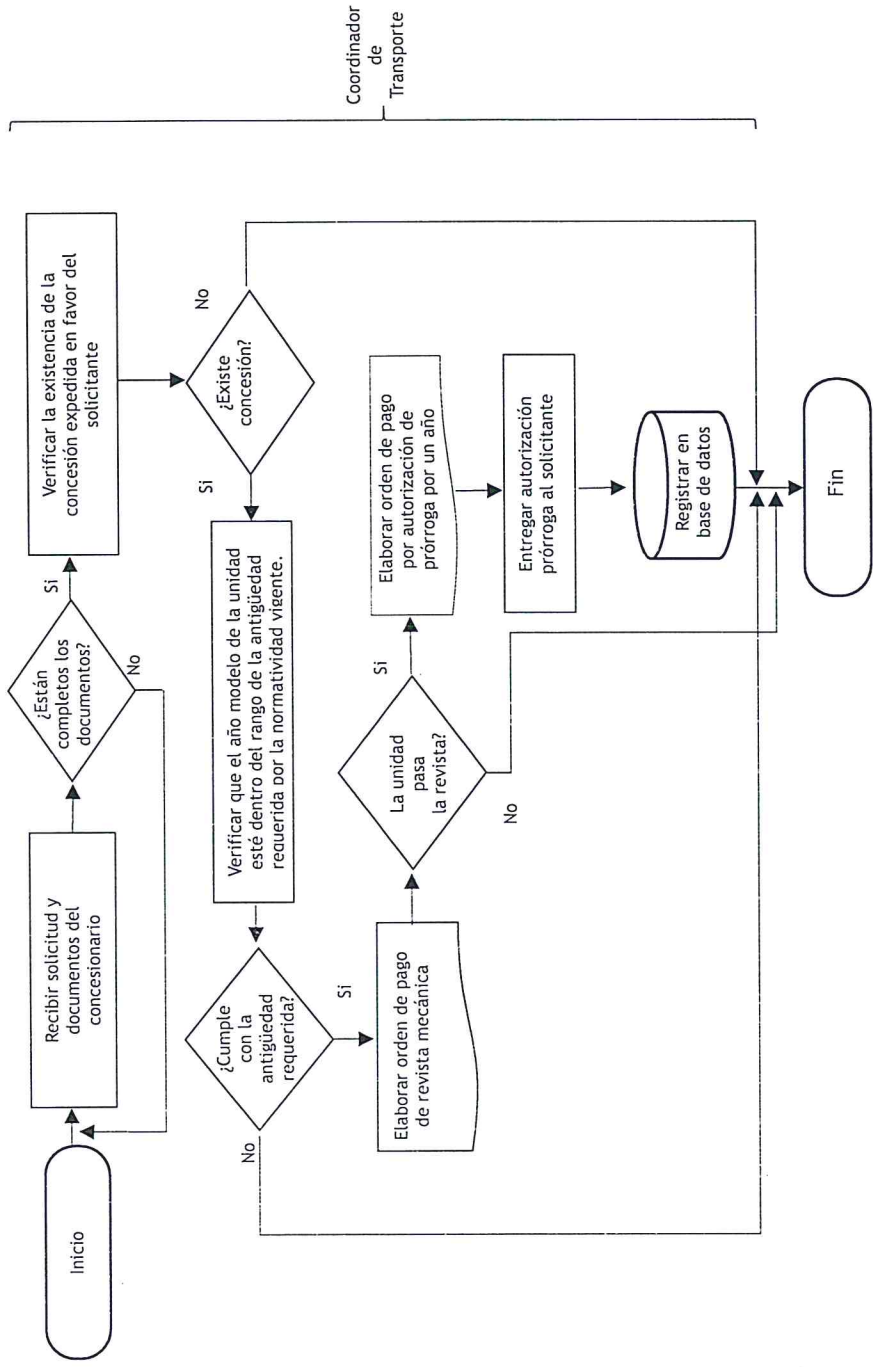 Inicio
Recibir solicitud y
documentos del
concesionario
¿Están
completos los
documentos?
Si
No
Verificar la existencia de la
concesión expedida en favor del
solicitante
¿Existe
concesión?
No
Si
Verificar que el año modelo de la unidad
esté dentro del rango de la antigüedad
requerida por la normatividad vigente.
¿Cumple
con la
antigüedad
requerida?
No
Si
Elaborar orden de pago
de revista mecánica
La unidad
pasa
la revista?
Si
No
Elaborar orden de pago
por autorización de
prórroga por un año
Entregar autorización
prórroga al solicitante
Registrar en
base de datos
Fin
Coordinador
de
Transporte